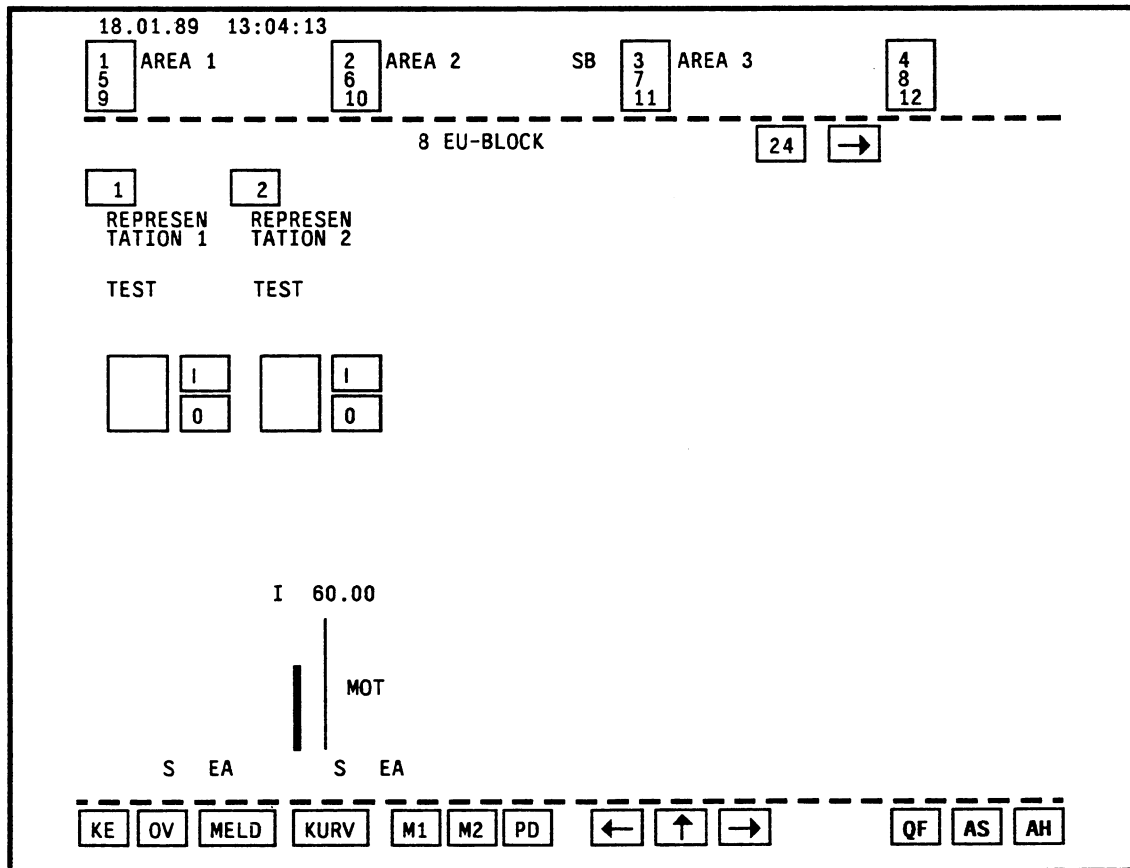 18.01.89 13:04:13
1 AREA 1 2 AREA 2 SB 3 AREA 3 4
5 6 7 8
9 10 11 12
8 EU-BLOCK 24 →
1 2
REPRESEN REPRESEN
TATION 1 TATION 2
TEST TEST
I I
0 0
I 60.00
MOT
S EA S EA
KE OV MELD KURV M1 M2 PD ← ↑ → QF AS AH